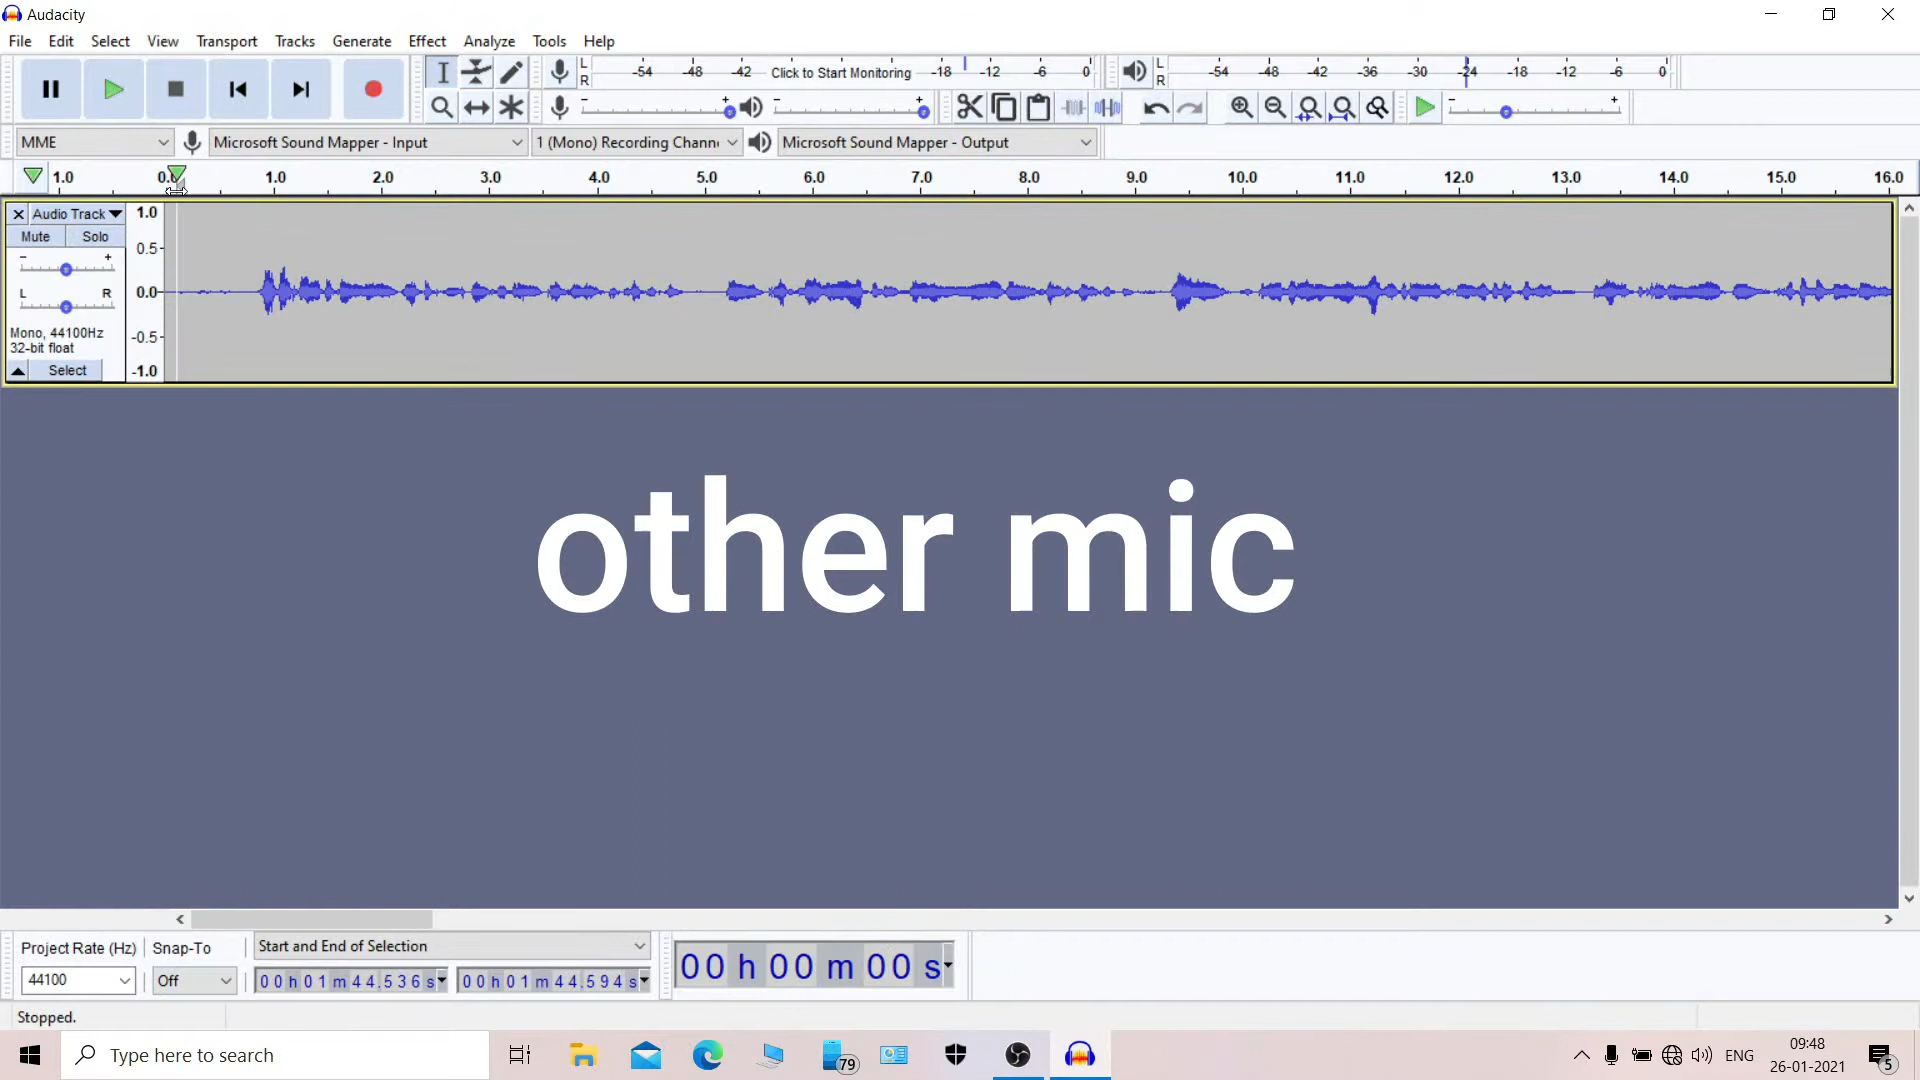 Audacity
File Edit Select View Transport Tracks Generate Effect Analyze Tools Help
L R -54 -48 -42 Click to Start Monitoring -18 -12 -6 0 L R -54 -48 -42 -36 -30 -24 -18 -12 -6 0
MME Microsoft Sound Mapper - Input 1 (Mono) Recording Chann Microsoft Sound Mapper - Output
1.0 0.0 1.0 2.0 3.0 4.0 5.0 6.0 7.0 8.0 9.0 10.0 11.0 12.0 13.0 14.0 15.0 16.0
Audio Track 1.0
Mute Solo
0.5
L R 0.0
Mono, 44100Hz -0.5
32-bit float
Select -1.0
other mic
Project Rate (Hz) Snap-To Start and End of Selection
44100 Off 00 h 01 m 44.536 s 00 h 01 m 44.594 s 00 h 00 m 00 s
Stopped.
Type here to search 79 ENG 09:48
26-01-2021 5